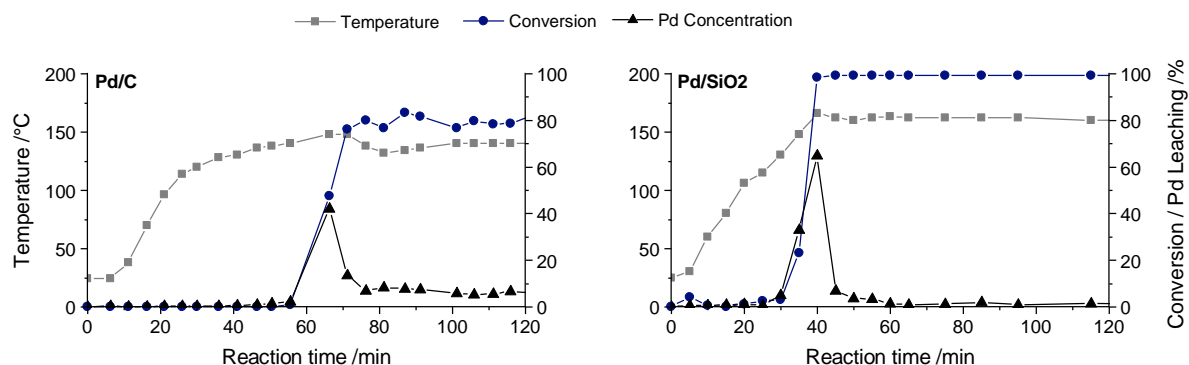 Temperature Conversion Pd Concentration
Pd/C
Pd/SiO2
200
150
100
50
0
100
80
60
40
20
0
200
150
100
50
0
100
80
60
40
20
0
0 20 40 60 80 100 120
0 20 40 60 80 100 120
Temperature /°C
Conversion / Pd Leaching /%
Reaction time /min
Reaction time /min